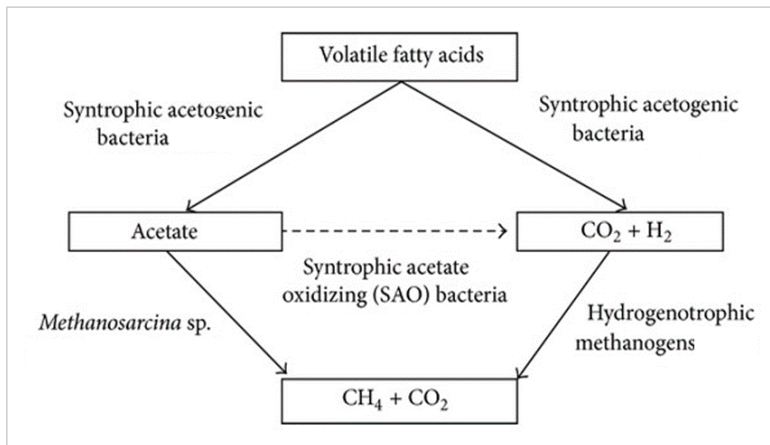 Volatile fatty acids
Syntrophic acetogenic
bacteria
Syntrophic acetogenic
bacteria
Acetate
CO₂ + H₂
Syntrophic acetate
oxidizing (SAO) bacteria
Methanosarcina sp.
Hydrogenotrophic
methanogens
CH₄ + CO₂